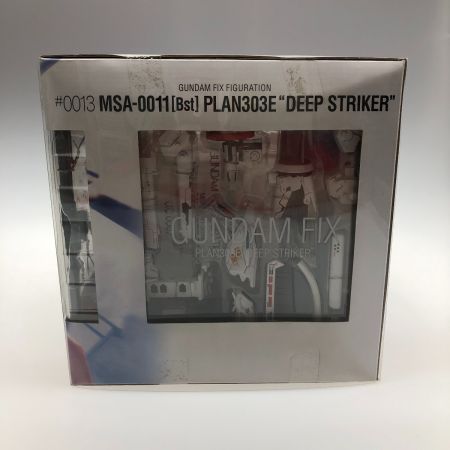 GUNDAM FIX FIGURATION
#0013 MSA-0011[Bst] PLAN303E "DEEP STRIKER"
GUNDAM FIX
PLAN303E "DEEP STRIKER"